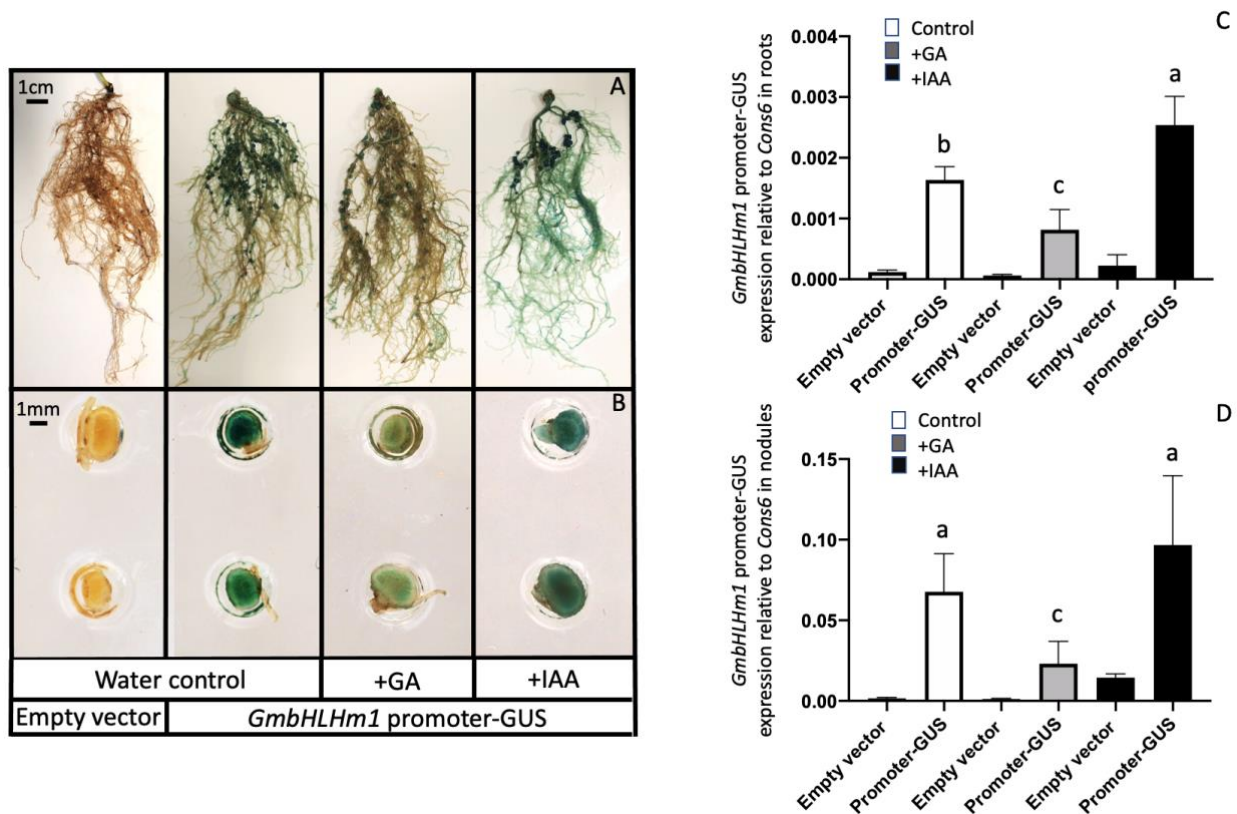 1cm
A
1mm
B
Water control
+GA
+IAA
Empty vector
GmbHLHm1 promoter-GUS
C
Control
+GA
+IAA
GmbHLHm1 promoter-GUS
expression relative to Cons6 in roots
0.004
0.003
0.002
0.001
0.000
b
c
a
Empty vector
Promoter-GUS
Empty vector
Promoter-GUS
Empty vector
promoter-GUS
D
Control
+GA
+IAA
GmbHLHm1 promoter-GUS
expression relative to Cons6 in nodules
0.15
0.10
0.05
0.00
a
c
a
Empty vector
Promoter-GUS
Empty vector
Promoter-GUS
Empty vector
Promoter-GUS